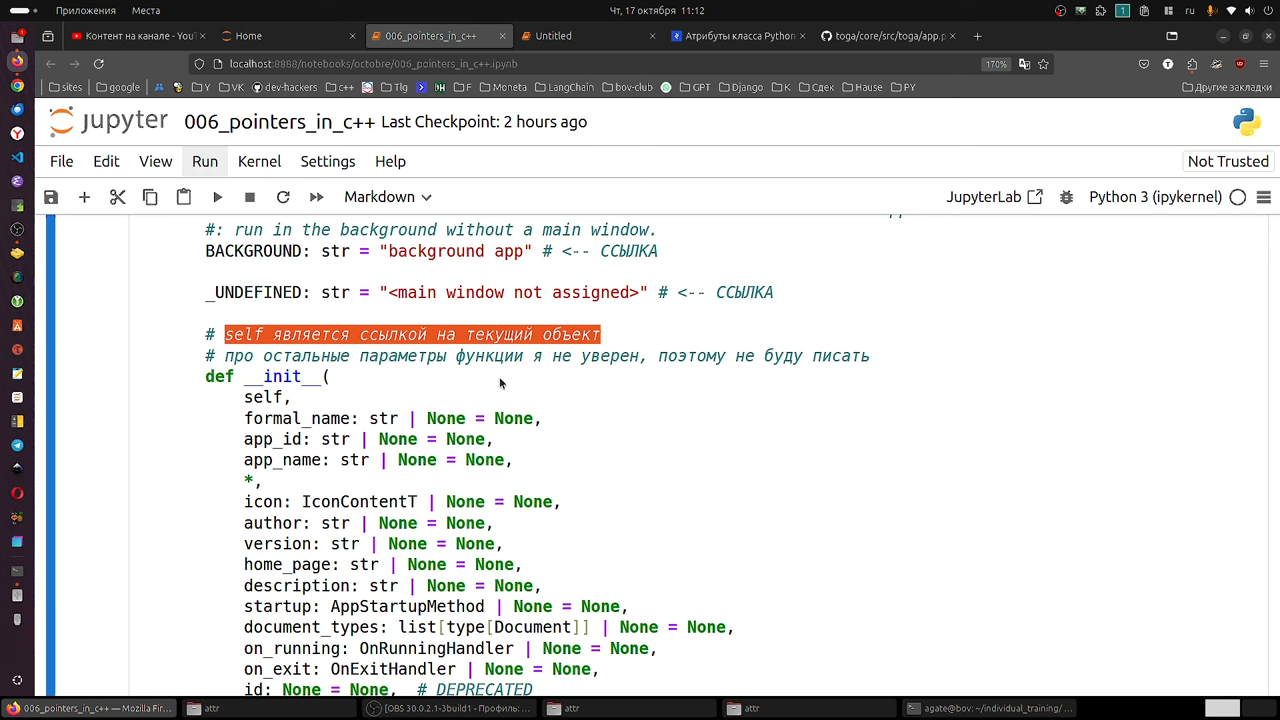 Приложения Места Чт, 17 октября 11:12 1 ru
Контент на канале - YouT Home 006_pointers_in_c++ Untitled Атрибуты класса Python toga/core/src/toga/app.p
localhost:8888/notebooks/octobre/006_pointers_in_c++.ipynb 170%
sites google Y VK dev-hackers c++ Tlg F Moneta LangChain bov-club GPT Django K Сдек Hause PY Другие закладки
jupyter 006_pointers_in_c++ Last Checkpoint: 2 hours ago
File Edit View Run Kernel Settings Help Not Trusted
Markdown JupyterLab Python 3 (ipykernel)
#: run in the background without a main window.
BACKGROUND: str = "background app" # <-- ССЫЛКА
_UNDEFINED: str = "<main window not assigned>" # <-- ССЫЛКА
# self является ссылкой на текущий объект
# про остальные параметры функции я не уверен, поэтому не буду писать
def __init__(
self,
formal_name: str | None = None,
app_id: str | None = None,
app_name: str | None = None,
*,
icon: IconContentT | None = None,
author: str | None = None,
version: str | None = None,
home_page: str | None = None,
description: str | None = None,
startup: AppStartupMethod | None = None,
document_types: list[type[Document]] | None = None,
on_running: OnRunningHandler | None = None,
on_exit: OnExitHandler | None = None,
id: None = None, # DEPRECATED
006_pointers_in_c++ — Mozilla Fir... attr [OBS 30.0.2.1-3build1 - Профиль:... attr attr agate@bov: ~/individual_training/ ...